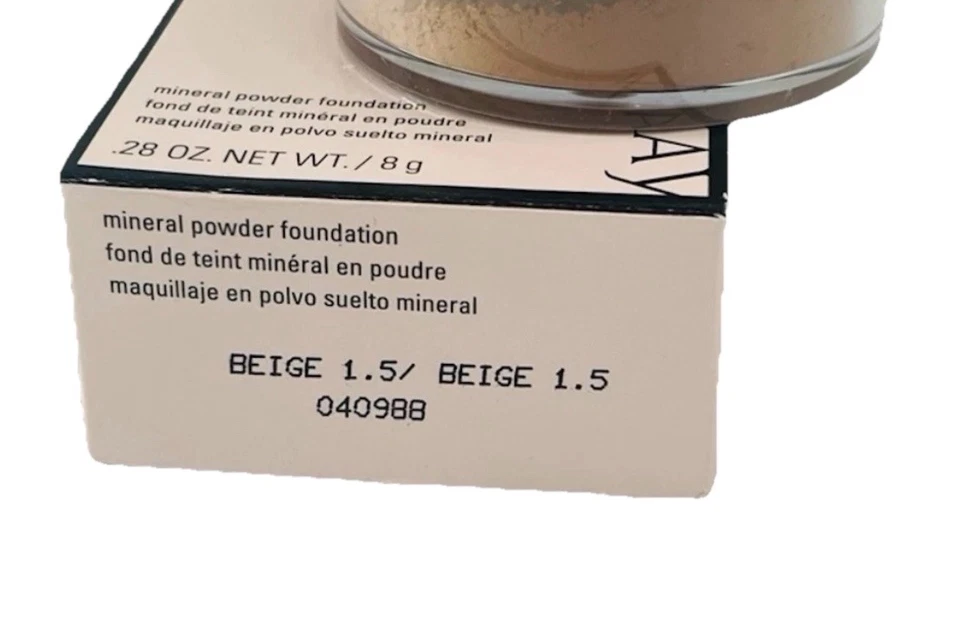 mineral powder foundation
fond de teint minéral en poudre
maquillaje en polvo suelto mineral
.28 OZ. NET WT. / 8 g
AY
mineral powder foundation
fond de teint minéral en poudre
maquillaje en polvo suelto mineral
BEIGE 1.5/ BEIGE 1.5
040988